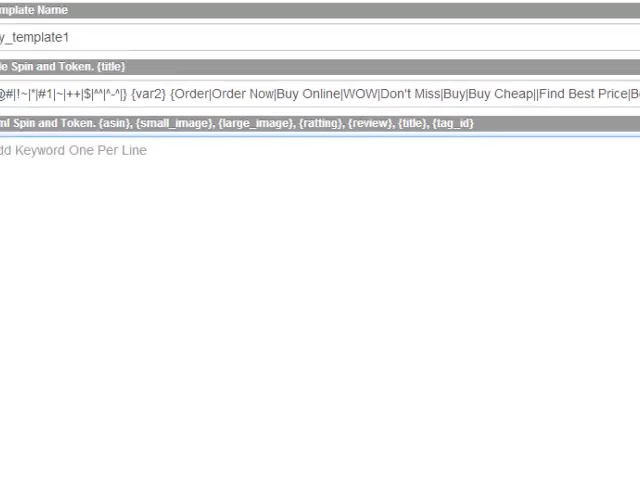 mplate Name
y_template1
le Spin and Token. {title}
@#|!~|*|#1|~|++|$|^^|^-^|} {var2} {Order|Order Now|Buy Online|WOW|Don't Miss|Buy|Buy Cheap||Find Best Price|B
ml Spin and Token. {asin}, {small_image}, {large_image}, {ratting}, {review}, {title}, {tag_id}
dd Keyword One Per Line